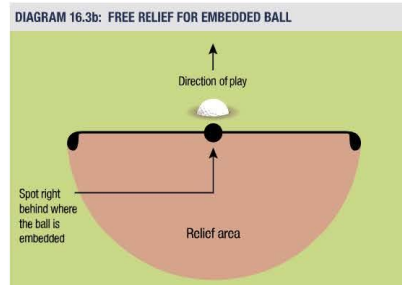 DIAGRAM 16.3b: FREE RELIEF FOR EMBEDDED BALL
Direction of play
Spot right
behind where
the ball is
embedded
Relief area